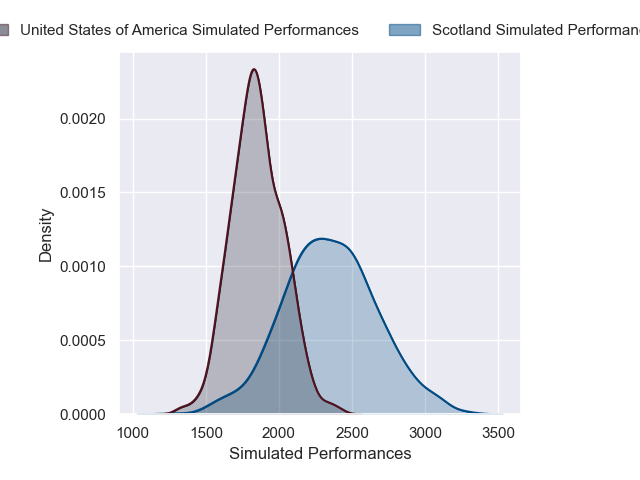 United States of America Simulated Performances Scotland Simulated
0.0020
0.0015
0.0010
0.0005
0.0000
Density
1000 1500 2000 2500 3000 3500
Simulated Performances